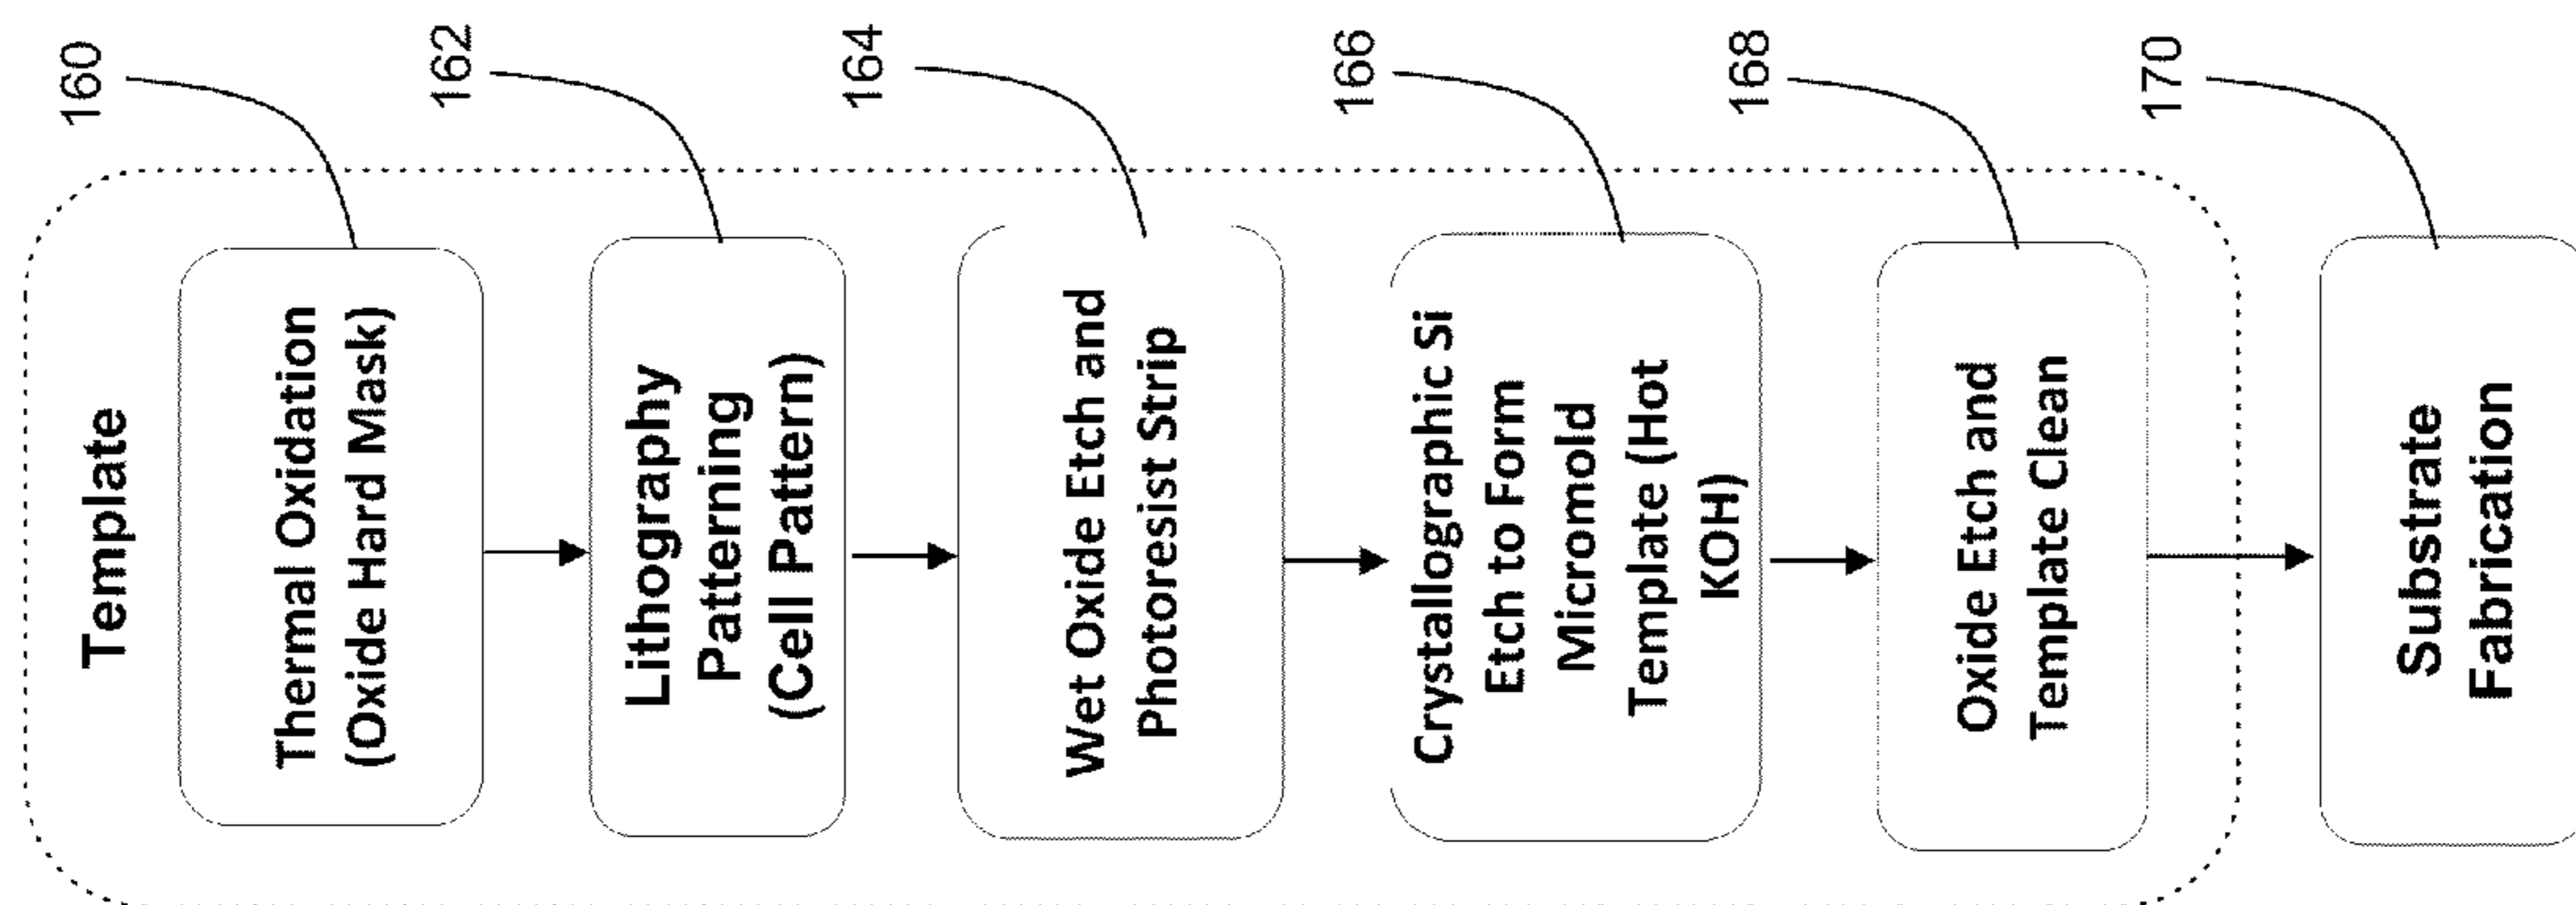 Template
Thermal Oxidation
(Oxide Hard Mask)
160
Lithography
Patterning
(Cell Pattern)
162
Wet Oxide Etch and
Photoresist Strip
164
Crystallographic Si
Etch to Form
Micromold
Template (Hot
KOH)
166
Oxide Etch and
Template Clean
168
Substrate
Fabrication
170